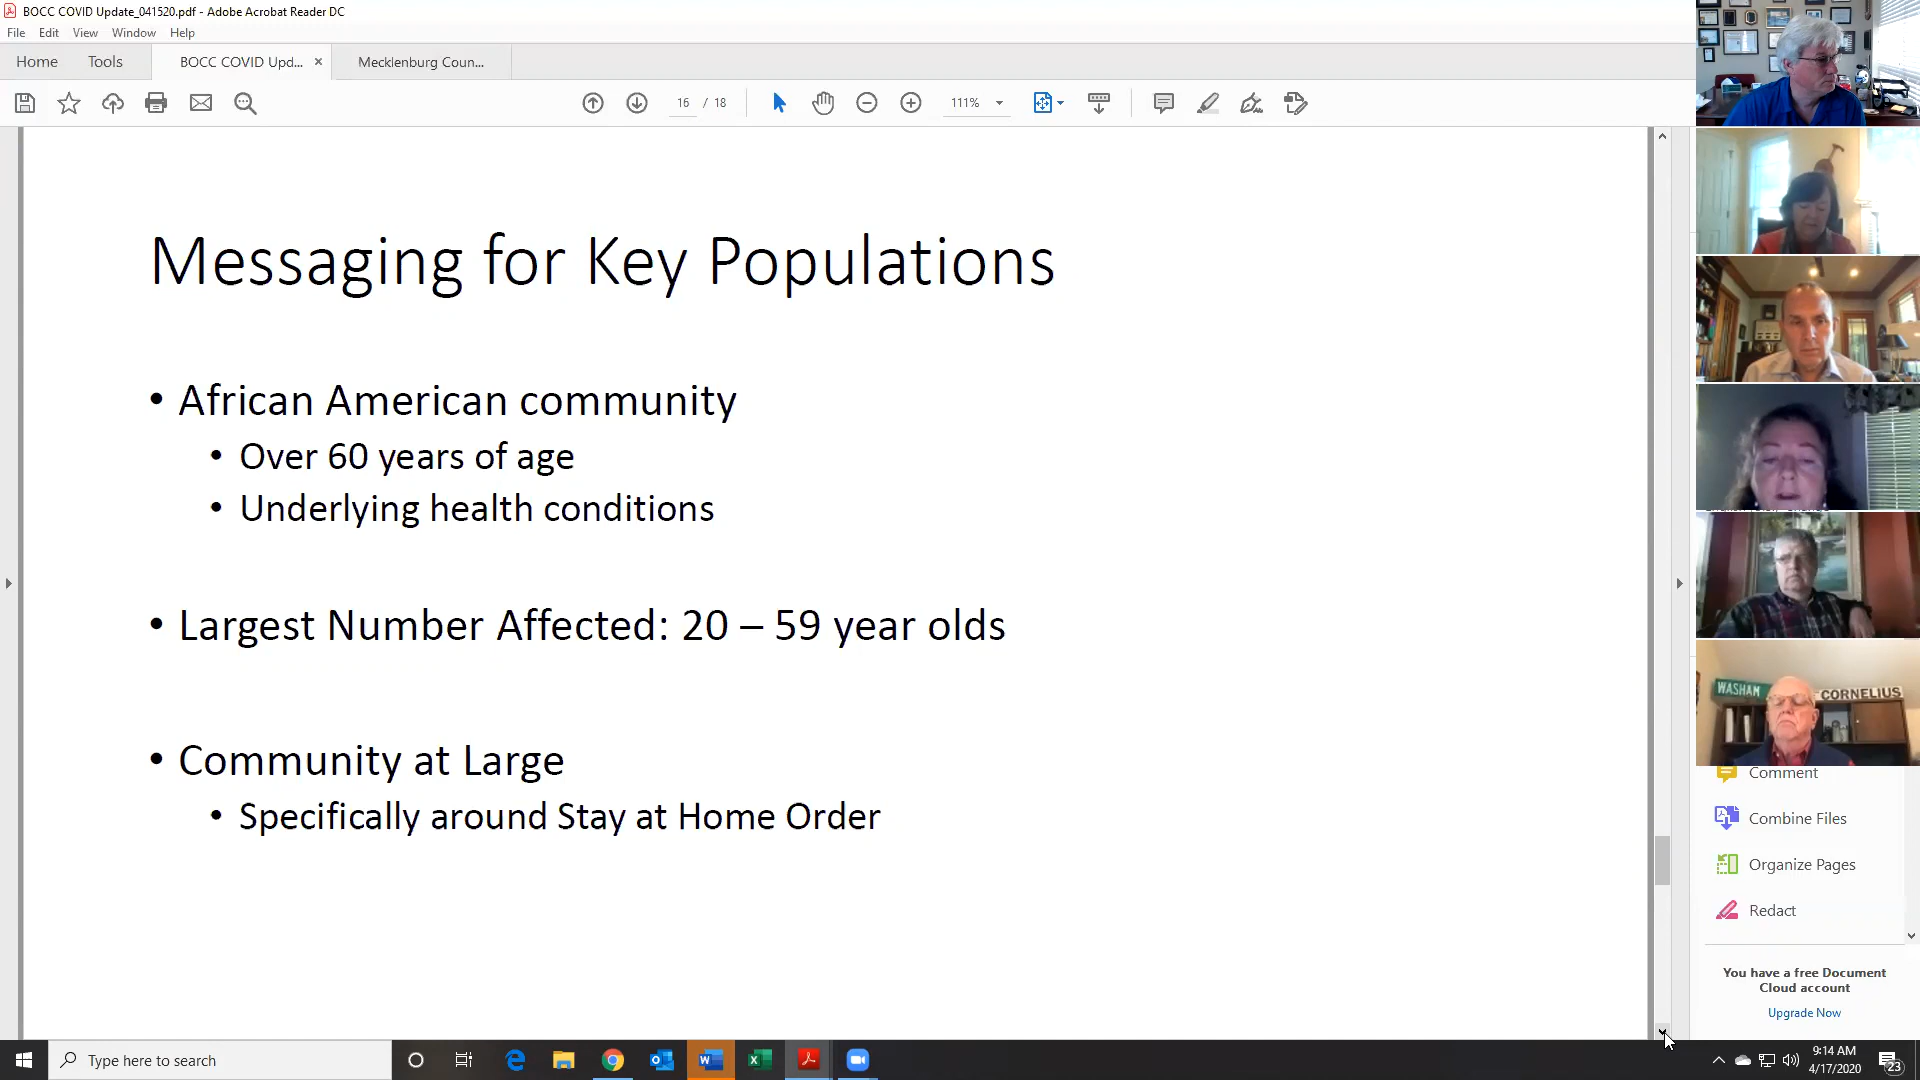 BOCC COVID Update_041520.pdf - Adobe Acrobat Reader DC
File Edit View Window Help
Home Tools BOCC COVID Upd... × Mecklenburg Coun...
16 / 18 111%
Messaging for Key Populations
• African American community
• Over 60 years of age
• Underlying health conditions
• Largest Number Affected: 20 – 59 year olds
• Community at Large
• Specifically around Stay at Home Order
WASHAM CORNELIUS
Comment
Combine Files
Organize Pages
Redact
You have a free Document
Cloud account
Upgrade Now
Type here to search
9:14 AM
4/17/2020
23